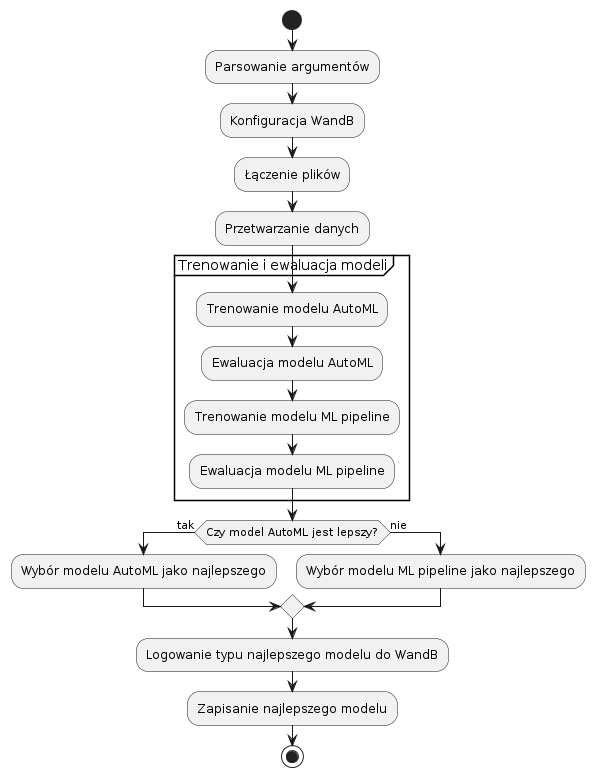 Parsowanie argumentów
Konfiguracja WandB
Łączenie plików
Przetwarzanie danych
Trenowanie i ewaluacja modeli
Trenowanie modelu AutoML
Ewaluacja modelu AutoML
Trenowanie modelu ML pipeline
Ewaluacja modelu ML pipeline
tak
Czy model AutoML jest lepszy?
nie
Wybór modelu AutoML jako najlepszego
Wybór modelu ML pipeline jako najlepszego
Logowanie typu najlepszego modelu do WandB
Zapisanie najlepszego modelu